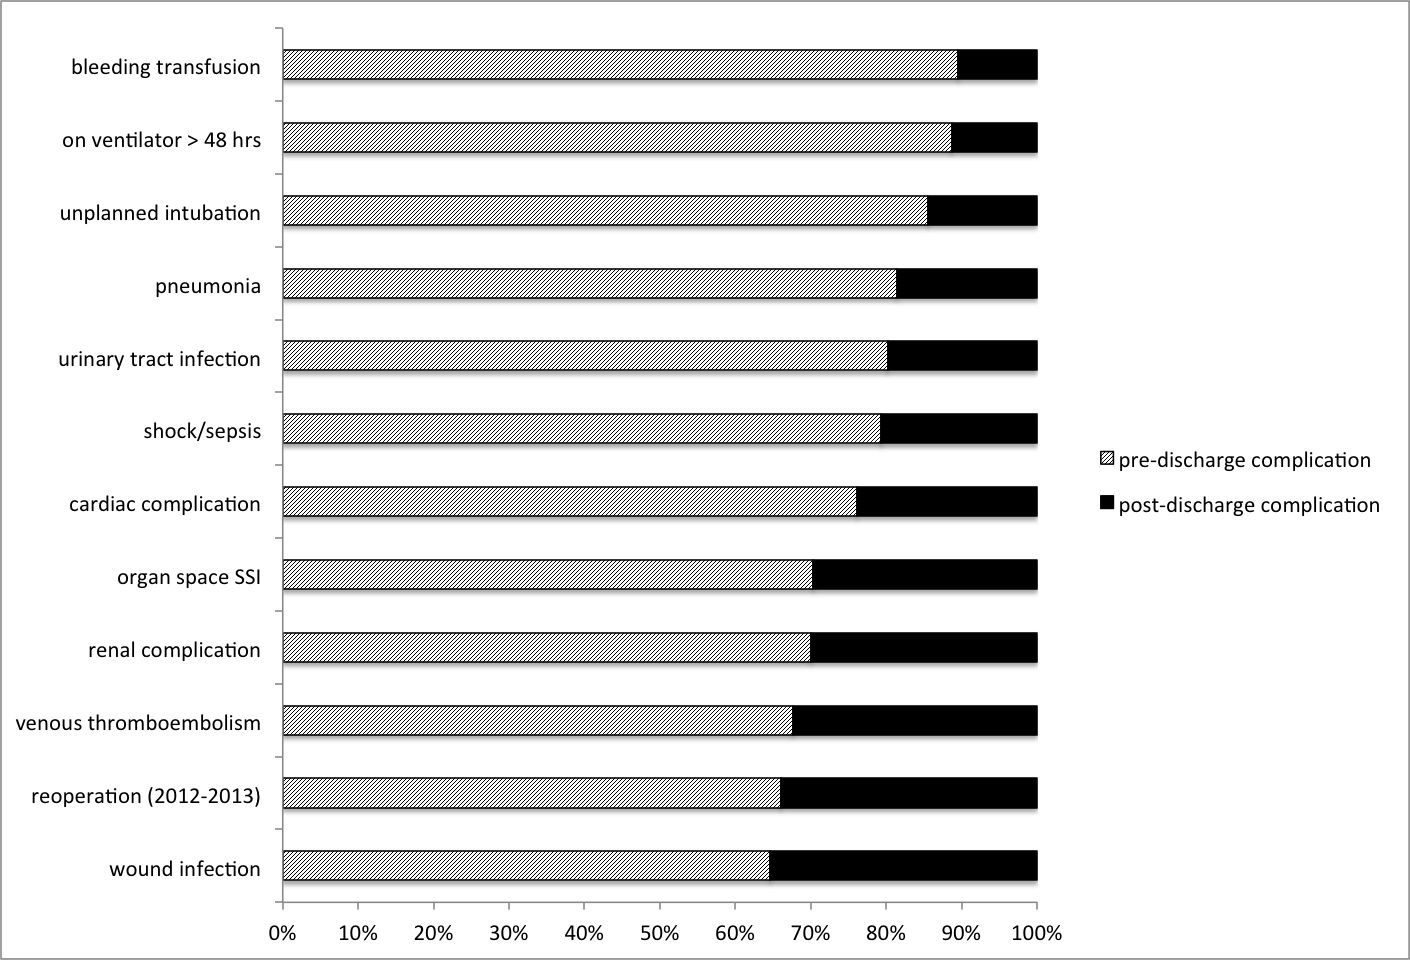 bleeding transfusion
on ventilator > 48 hrs
unplanned intubation
pneumonia
urinary tract infection
shock/sepsis
cardiac complication
organ space SSI
renal complication
venous thromboembolism
reoperation (2012-2013)
wound infection
0% 10% 20% 30% 40% 50% 60% 70% 80% 90% 100%
pre-discharge complication
post-discharge complication